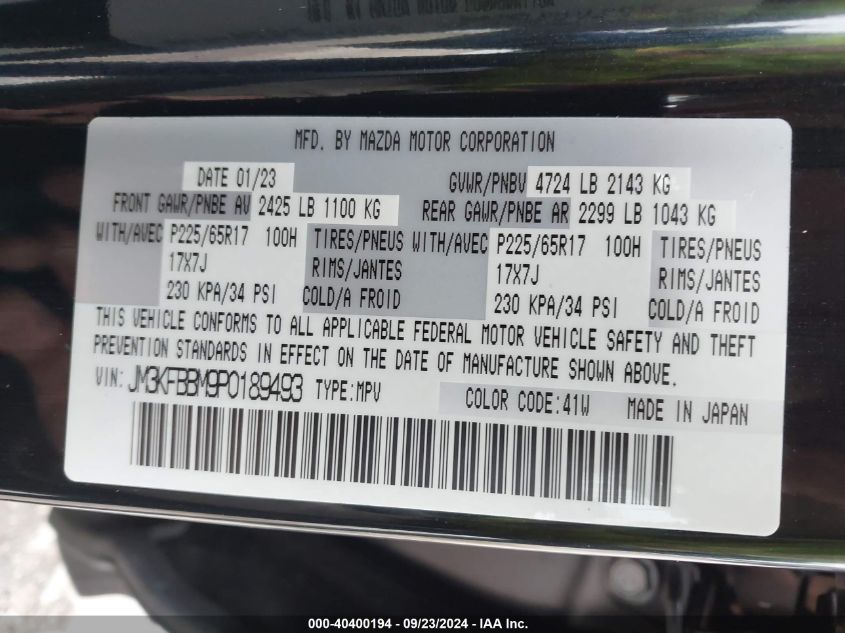 MFD. BY MAZDA MOTOR CORPORATION
DATE 01/23 GVWR/PNBV 4724 LB 2143 KG
FRONT GAWR/PNBE AV 2425 LB 1100 KG REAR GAWR/PNBE AR 2299 LB 1043 KG
WITH/AVEC P225/65R17 100H TIRES/PNEUS WITH/AVEC P225/65R17 100H TIRES/PNEUS
17X7J RIMS/JANTES 17X7J RIMS/JANTES
230 KPA/34 PSI COLD/A FROID 230 KPA/34 PSI COLD/A FROID
THIS VEHICLE CONFORMS TO ALL APPLICABLE FEDERAL MOTOR VEHICLE SAFETY AND THEFT
PREVENTION STANDARDS IN EFFECT ON THE DATE OF MANUFACTURE SHOWN ABOVE.
VIN: JM3KFBBM9P0189493 TYPE:MPV COLOR CODE:41W MADE IN JAPAN
000-40400194 - 09/23/2024 - IAA Inc.